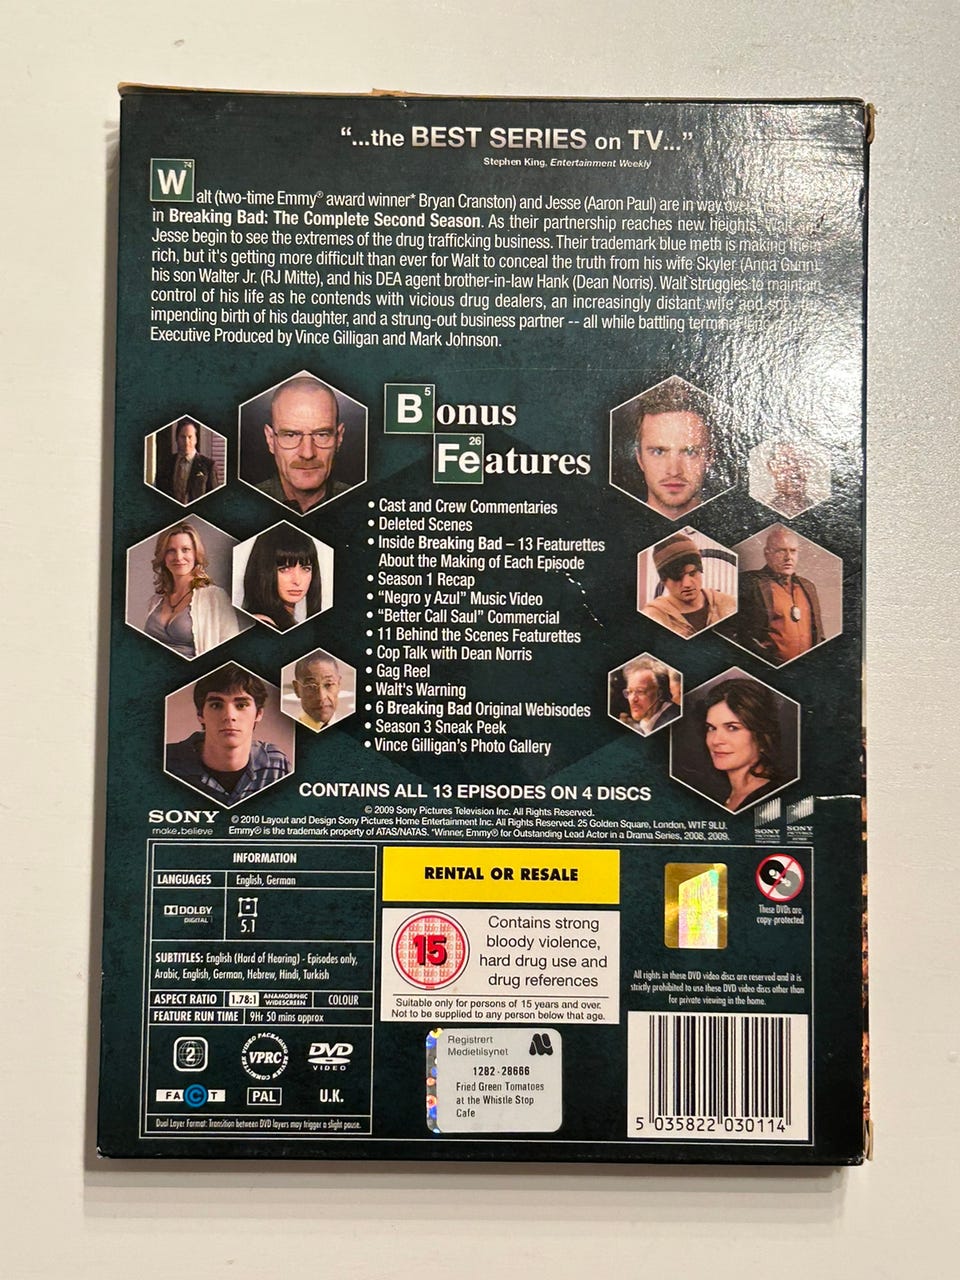 “...the BEST SERIES on TV...”
Stephen King, Entertainment Weekly
74
Walt (two-time Emmy® award winner* Bryan Cranston) and Jesse (Aaron Paul) are in way over
in Breaking Bad: The Complete Second Season. As their partnership reaches new heights, Walt and
Jesse begin to see the extremes of the drug trafficking business. Their trademark blue meth is making them
rich, but it's getting more difficult than ever for Walt to conceal the truth from his wife Skyler (Anna Gunn),
his son Walter Jr. (RJ Mitte), and his DEA agent brother-in-law Hank (Dean Norris). Walt struggles to maintain
control of his life as he contends with vicious drug dealers, an increasingly distant wife and son, the
impending birth of his daughter, and a strung-out business partner -- all while battling terminal lung
Executive Produced by Vince Gilligan and Mark Johnson.
5
Bonus
26
Features
• Cast and Crew Commentaries
• Deleted Scenes
• Inside Breaking Bad – 13 Featurettes
About the Making of Each Episode
• Season 1 Recap
• “Negro y Azul” Music Video
• “Better Call Saul” Commercial
• 11 Behind the Scenes Featurettes
• Cop Talk with Dean Norris
• Gag Reel
• Walt's Warning
• 6 Breaking Bad Original Webisodes
• Season 3 Sneak Peek
• Vince Gilligan's Photo Gallery
CONTAINS ALL 13 EPISODES ON 4 DISCS
SONY
make.believe
© 2009 Sony Pictures Television Inc. All Rights Reserved.
© 2010 Layout and Design Sony Pictures Home Entertainment Inc. All Rights Reserved. 25 Golden Square, London, W1F 9LU.
Emmy® is the trademark property of ATAS/NATAS. *Winner, Emmy® for Outstanding Lead Actor in a Drama Series, 2008, 2009.
SONY SONY
INFORMATION
LANGUAGES English, German
DOLBY
DIGITAL
5.1
SUBTITLES: English (Hard of Hearing) - Episodes only,
Arabic, English, German, Hebrew, Hindi, Turkish
ASPECT RATIO 1.78:1 ANAMORPHIC WIDESCREEN COLOUR
FEATURE RUN TIME 9Hr 50 mins approx
2
VIDEO PACKAGING REVIEW COMMITTEE
VPRC
DVD
VIDEO
FACT
PAL
U.K.
Dual Layer Format: Transition between DVD layers may trigger a slight pause.
RENTAL OR RESALE
15
Contains strong
bloody violence,
hard drug use and
drug references
Suitable only for persons of 15 years and over.
Not to be supplied to any person below that age.
Registrert
Medietilsynet
1282-28666
Fried Green Tomatoes
at the Whistle Stop
Cafe
These DVDs are
copy-protected
All rights in these DVD video discs are reserved and it is
strictly prohibited to use these DVD video discs other than
for private viewing in the home.
5 035822 030114